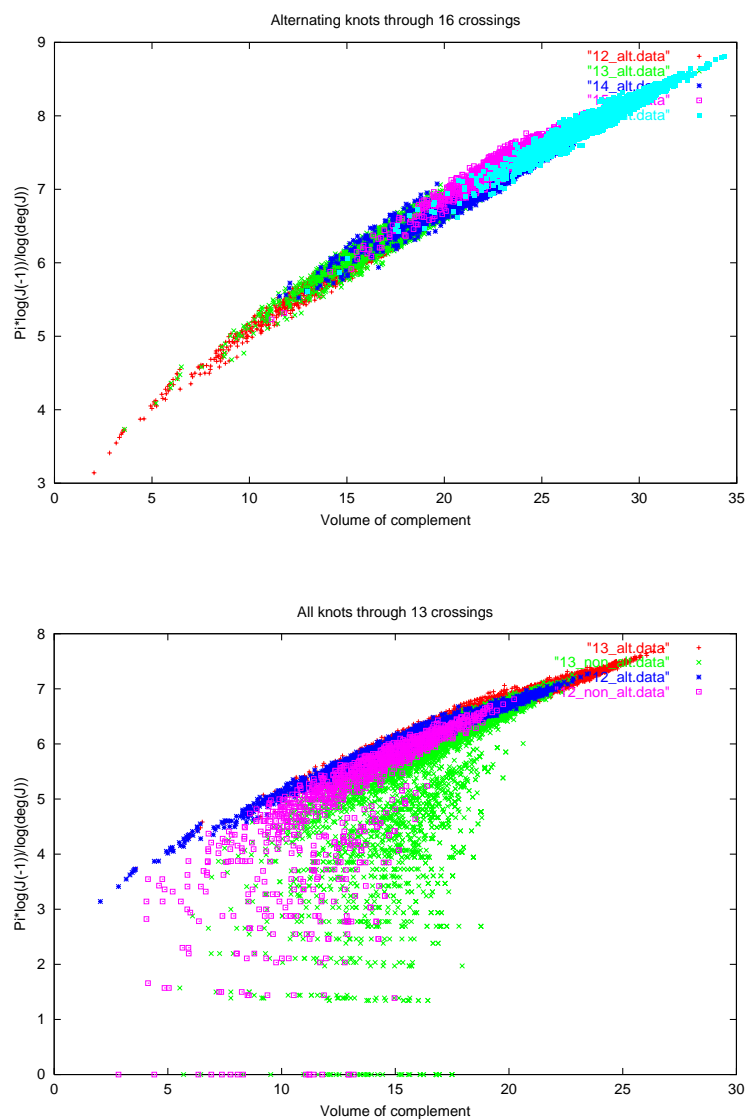 Alternating knots through 16 crossings
9
8
7
6
5
4
3
Pi*log(J(-1))/log(deg(J))
"12_alt.data"
"13_alt.data"
"14_alt.data"
0 5 10 15 20 25 30 35
Volume of complement
All knots through 13 crossings
8
7
6
5
4
3
2
1
0
Pi*log(J(-1))/log(deg(J))
"13_alt.data"
"13_non_alt.data"
"12_alt.data"
"12_non_alt.data"
0 5 10 15 20 25 30
Volume of complement